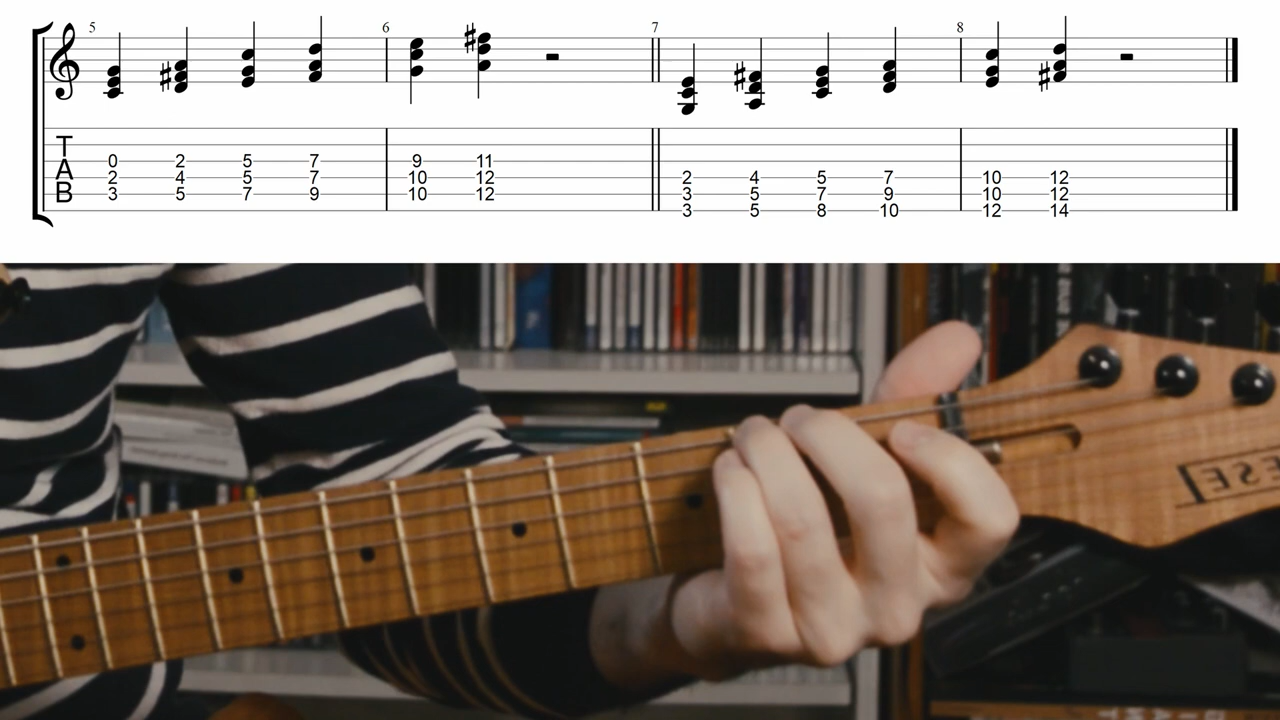 5 6 7 8
T 0 2 5 7 9 11
A 2 4 5 7 10 12 2 4 5 7 10 12
B 3 5 7 9 10 12 3 5 7 9 10 12
3 5 8 10 12 14